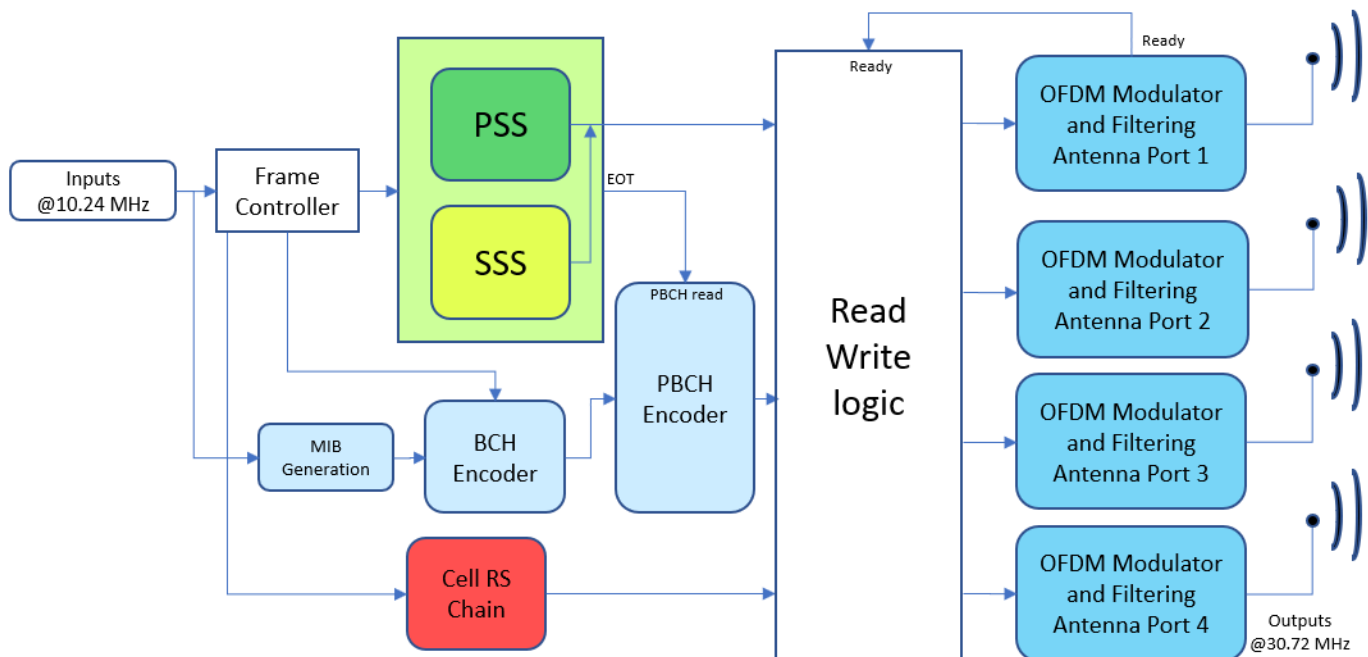 Ready
Ready
PSS
OFDM Modulator
and Filtering
Antenna Port 1
Inputs
@10.24 MHz
Frame
Controller
EOT
SSS
OFDM Modulator
and Filtering
Antenna Port 2
PBCH read
Read
Write
logic
PBCH
Encoder
OFDM Modulator
and Filtering
Antenna Port 3
MIB
Generation
BCH
Encoder
Cell RS
Chain
OFDM Modulator
and Filtering
Antenna Port 4
Outputs
@30.72 MHz